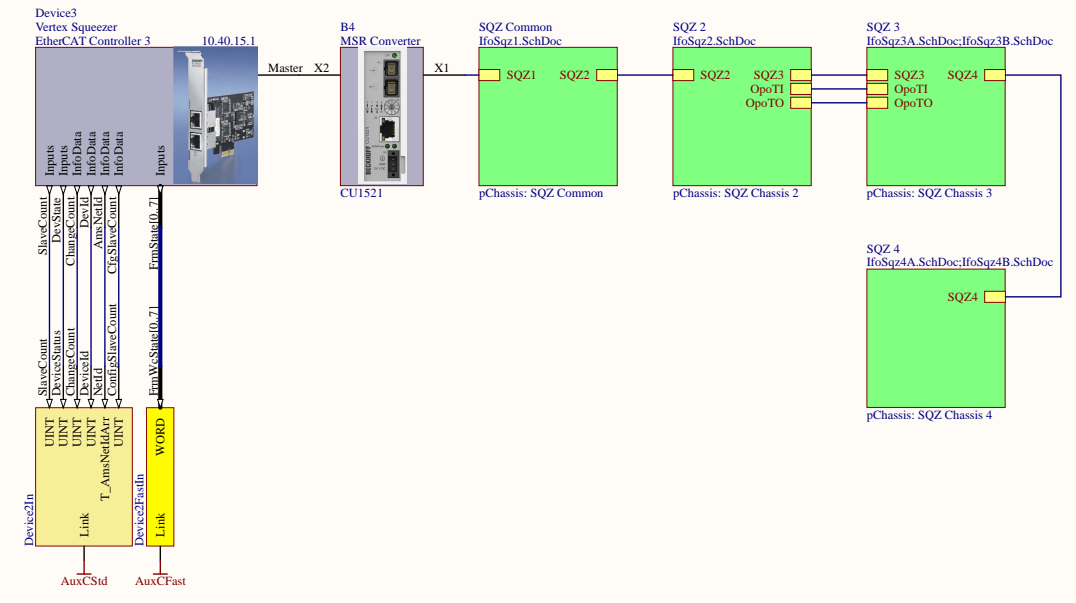 Device3
Vertex Squeezer
EtherCAT Controller 3 10.40.15.1
B4
MSR Converter
SQZ Common
IfoSqz1.SchDoc
SQZ 2
IfoSqz2.SchDoc
SQZ 3
IfoSqz3A.SchDoc;IfoSqz3B.SchDoc
Master X2
X1
SQZ1 SQZ2
SQZ2 SQZ3
OpoTI
OpoTO
SQZ3 SQZ4
OpoTI
OpoTO
BECKHOFF CU1521
CU1521
pChassis: SQZ Common
pChassis: SQZ Chassis 2
pChassis: SQZ Chassis 3
Inputs
Inputs
InfoData
InfoData
InfoData
InfoData
Inputs
SlaveCount
DevState
ChangeCount
DevId
AmsNetId
CfgSlaveCount
FrmState[0..7]
SQZ 4
IfoSqz4A.SchDoc;IfoSqz4B.SchDoc
SQZ4
pChassis: SQZ Chassis 4
SlaveCount
DeviceStatus
ChangeCount
DeviceId
NetId
ConfigSlaveCount
FrmWcState[0..7]
UINT
UINT
UINT
UINT
T_AmsNetIdArr
UINT
WORD
Device2In
Link
Device2FastIn
Link
AuxCStd
AuxCFast